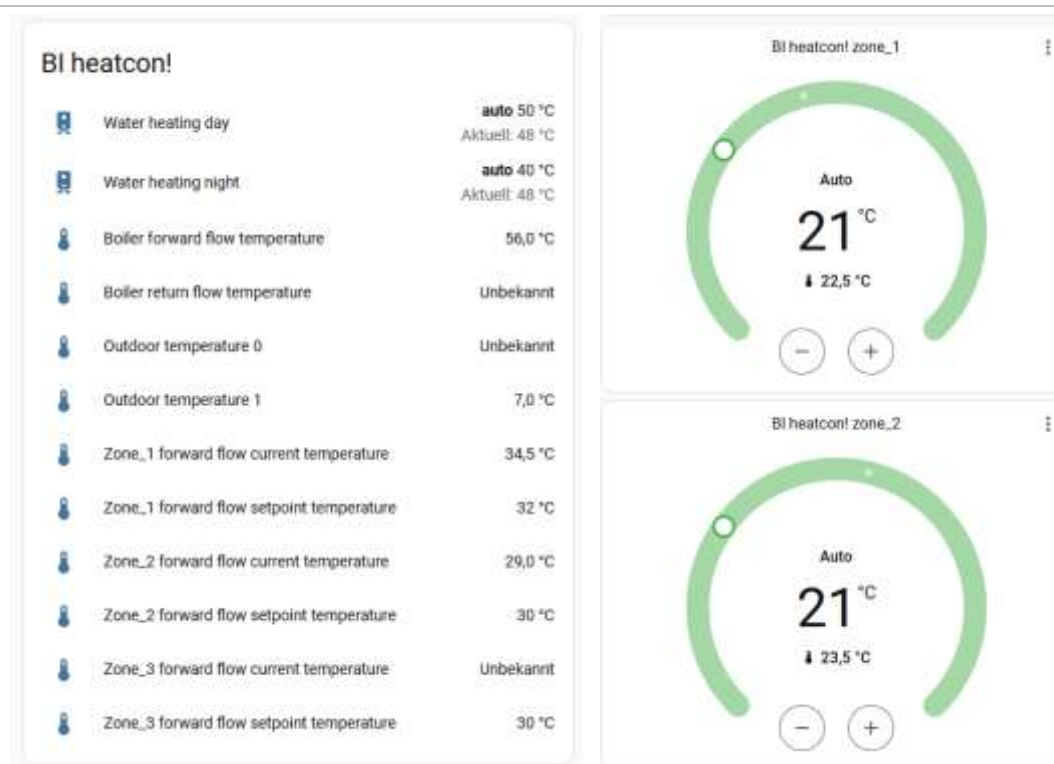 BI heatcon!
Water heating day
auto 50 °C
Aktuell: 48 °C
Water heating night
auto 40 °C
Aktuell: 48 °C
Boiler forward flow temperature 56,0 °C
Boiler return flow temperature Unbekannt
Outdoor temperature 0 Unbekannt
Outdoor temperature 1 7,0 °C
Zone_1 forward flow current temperature 34,5 °C
Zone_1 forward flow setpoint temperature 32 °C
Zone_2 forward flow current temperature 29,0 °C
Zone_2 forward flow setpoint temperature 30 °C
Zone_3 forward flow current temperature Unbekannt
Zone_3 forward flow setpoint temperature 30 °C
BI heatcon! zone_1
Auto
21 °C
22,5 °C
− +
BI heatcon! zone_2
Auto
21 °C
23,5 °C
− +